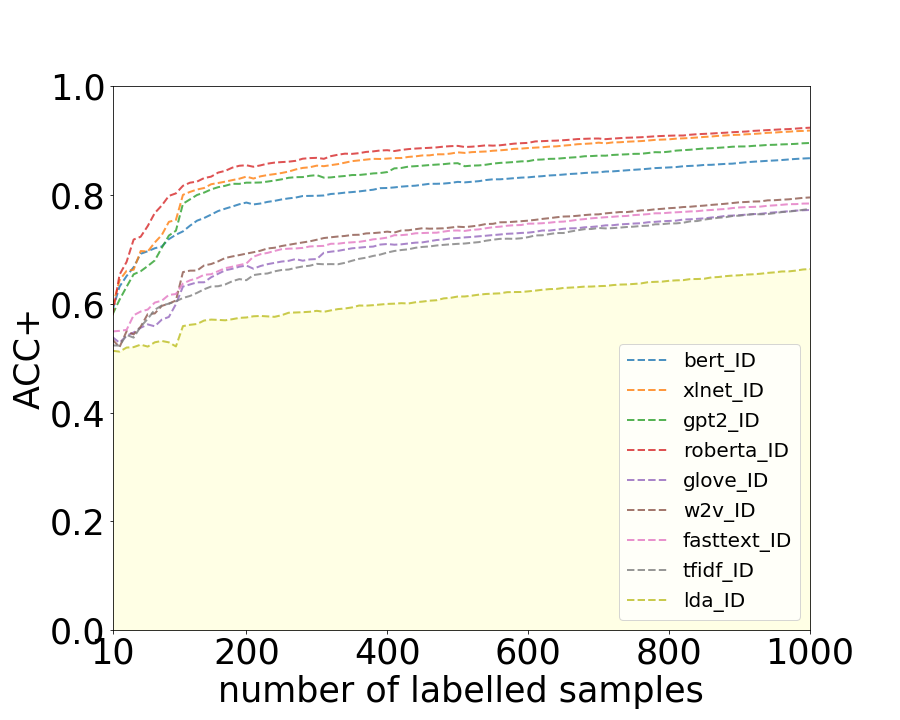 1.0
0.8
0.6
0.4
0.2
0.0
ACC+
bert_ID
xlnet_ID
gpt2_ID
roberta_ID
glove_ID
w2v_ID
fasttext_ID
tfidf_ID
lda_ID
10 200 400 600 800 1000
number of labelled samples